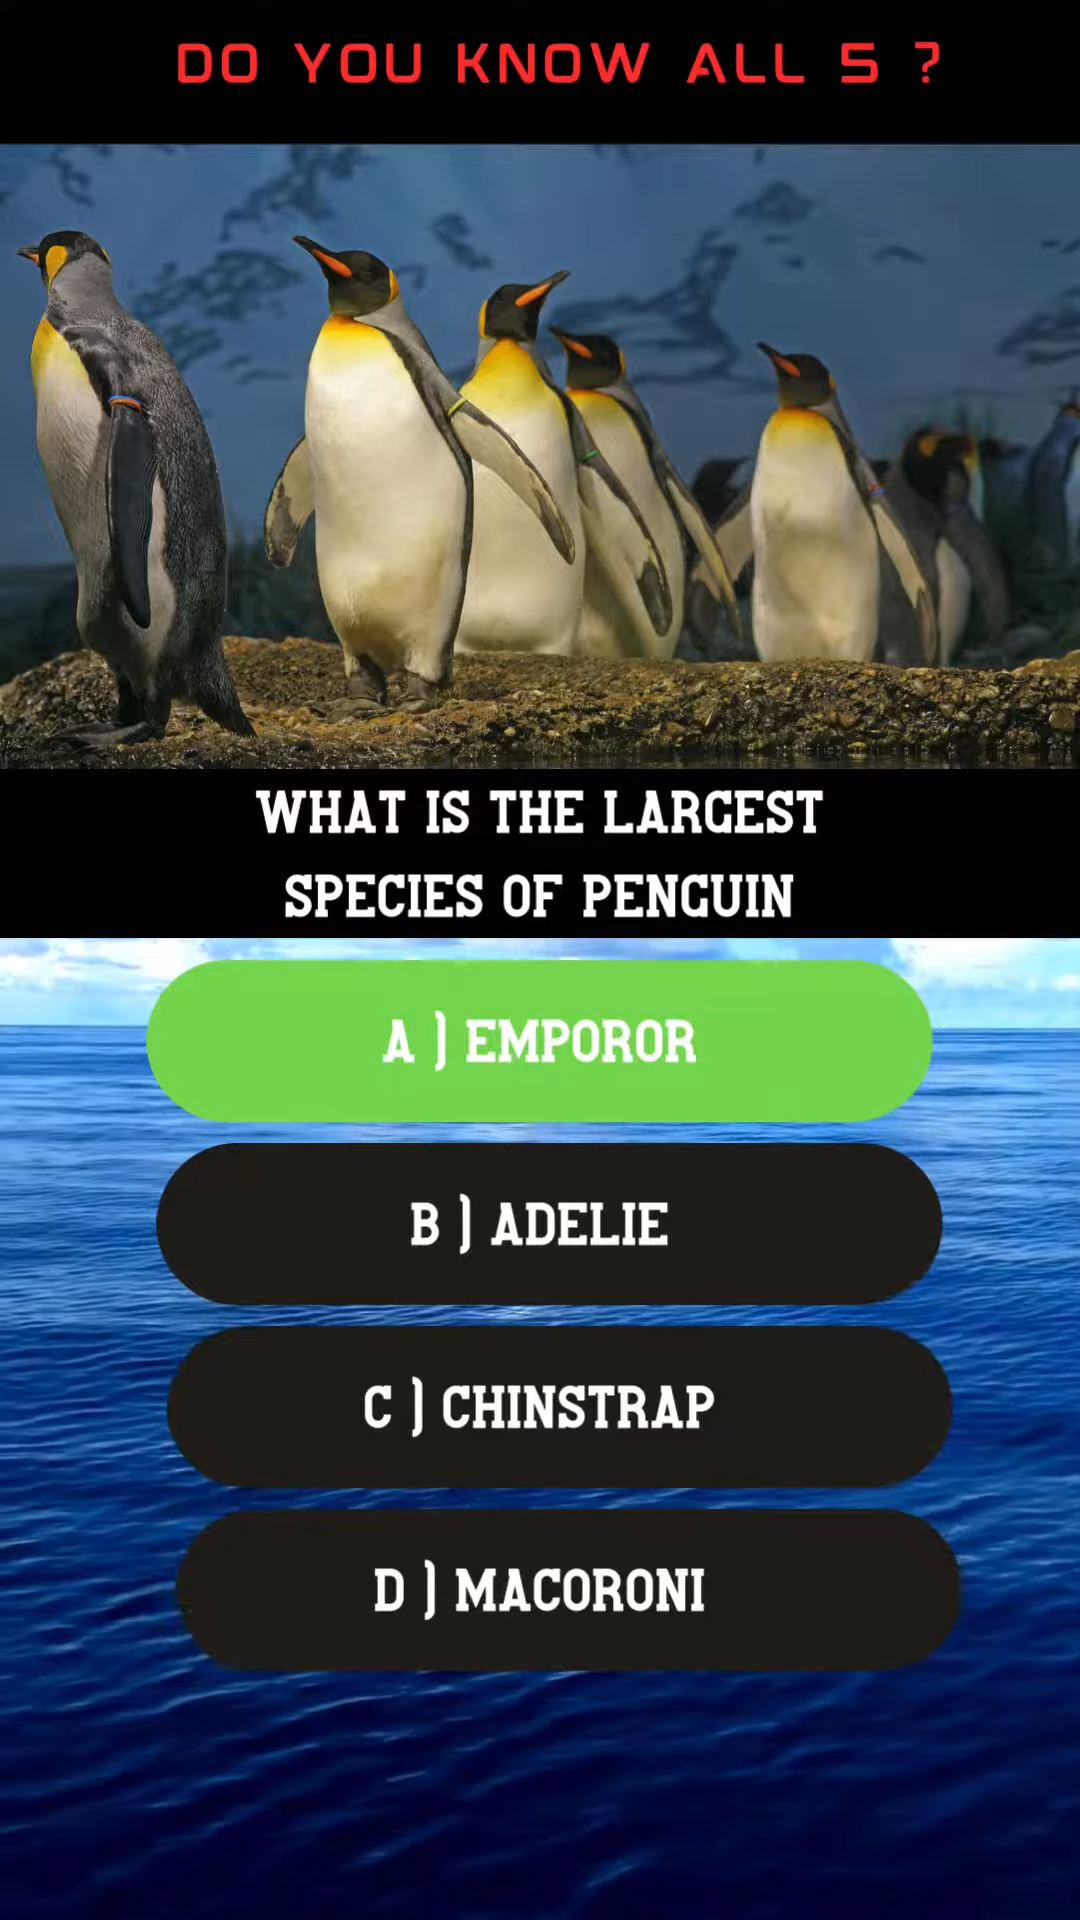 DO YOU KNOW ALL 5 ?
WHAT IS THE LARGEST
SPECIES OF PENGUIN
A ) EMPOROR
B ) ADELIE
C ) CHINSTRAP
D ) MACORONI